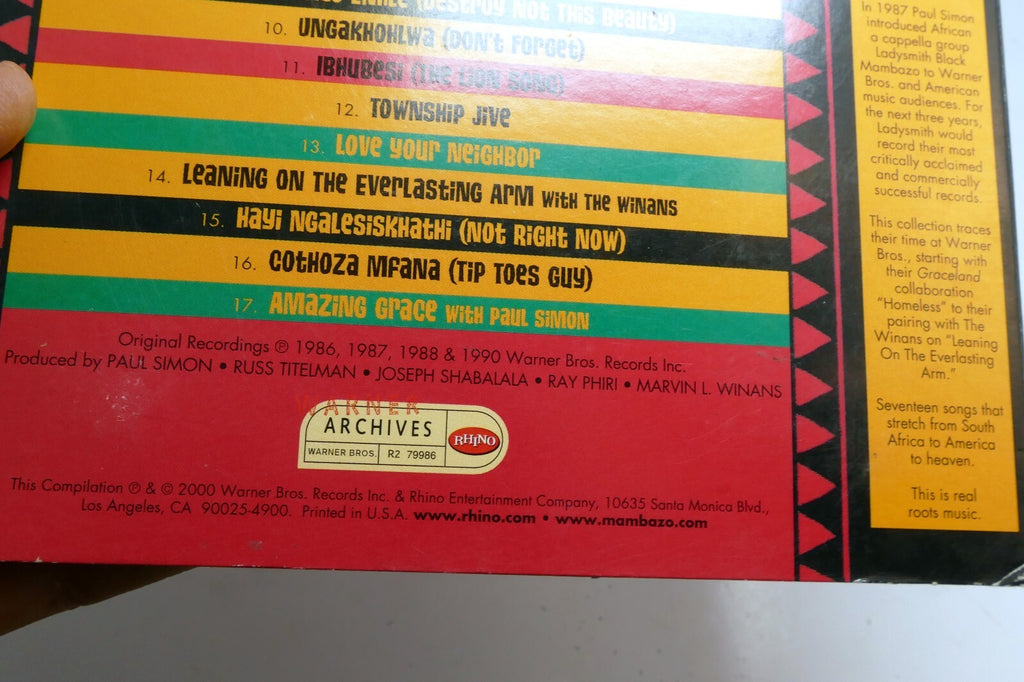 (Destroy Not This Beauty)
10. Ungakhohlwa (Don't Forget)
11. Ibhubesi (The Lion Song)
12. Township Jive
13. Love Your Neighbor
14. Leaning On The Everlasting Arm with The Winans
15. Hayi Ngalesiskhathi (Not Right Now)
16. Cothoza Mfana (Tip Toes Guy)
17. Amazing Grace with Paul Simon
Original Recordings ℗ 1986, 1987, 1988 & 1990 Warner Bros. Records Inc.
Produced by PAUL SIMON • RUSS TITELMAN • JOSEPH SHABALALA • RAY PHIRI • MARVIN L. WINANS
WARNER
ARCHIVES
RHINO
WARNER BROS. R2 79986
This Compilation ℗ & © 2000 Warner Bros. Records Inc. & Rhino Entertainment Company, 10635 Santa Monica Blvd.,
Los Angeles, CA 90025-4900. Printed in U.S.A. www.rhino.com • www.mambazo.com
In 1987 Paul Simon
introduced African
a cappella group
Ladysmith Black
Mambazo to Warner
Bros. and American
music audiences. For
the next three years,
Ladysmith would
record their most
critically acclaimed
and commercially
successful records.
This collection traces
their time at Warner
Bros., starting with
their Graceland
collaboration
"Homeless" to their
pairing with The
Winans on "Leaning
On The Everlasting
Arm."
Seventeen songs that
stretch from South
Africa to America
to heaven.
This is real
roots music.